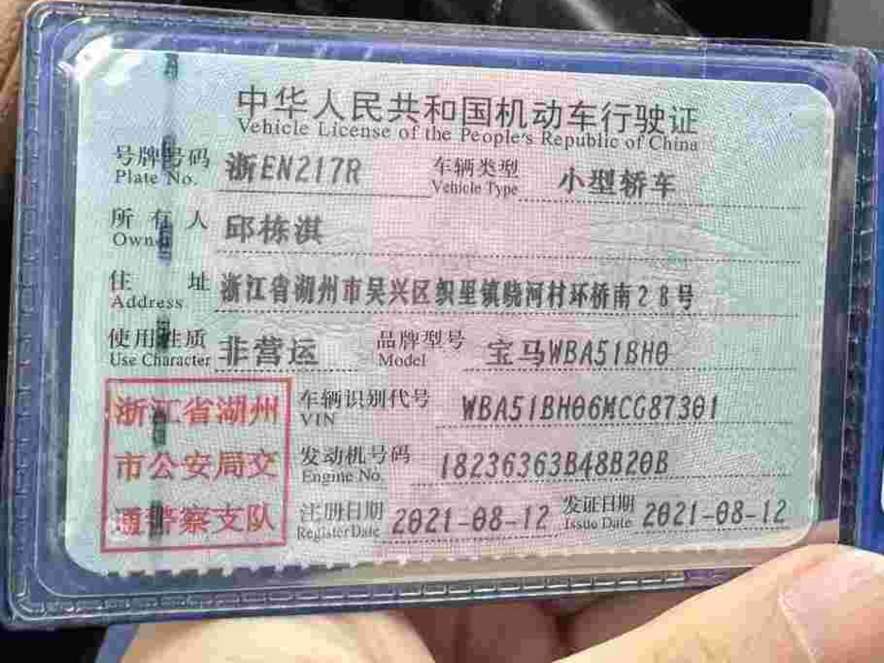 中华人民共和国机动车行驶证
Vehicle License of the People's Republic of China
号牌号码 浙EN217R 车辆类型 小型轿车
Plate No. Vehicle Type
所有人 邱栋淇
Owner
住址 浙江省湖州市吴兴区织里镇晓河村环桥南28号
Address
使用性质 非营运 品牌型号 宝马WBA51BH0
Use Character Model
浙江省湖州 车辆识别代号 WBA51BH06MCG87301
VIN
市公安局交 发动机号码 18236363B48B20B
Engine No.
通警察支队 注册日期 2021-08-12 发证日期 2021-08-12
Register Date Issue Date